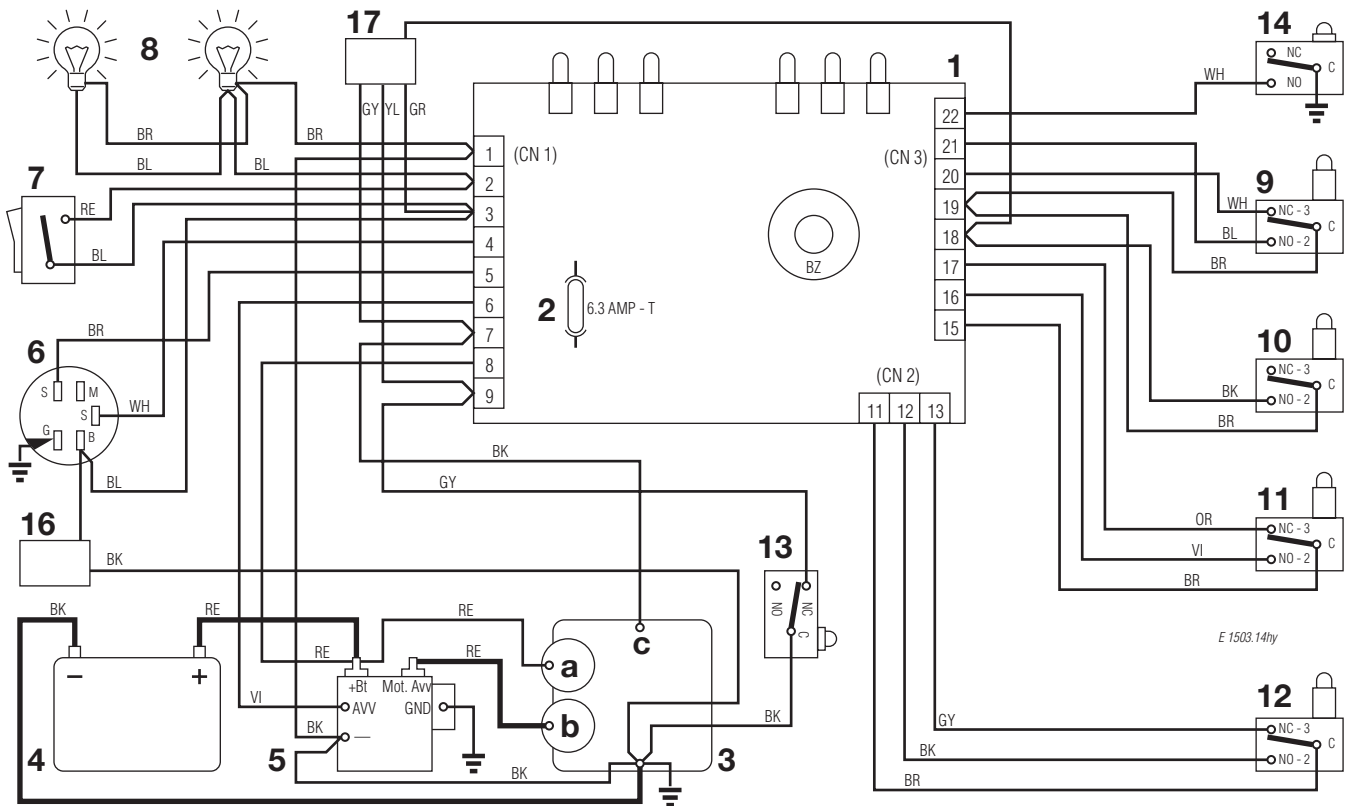 8
17
1
14
NC
C
NO
WH
GY YL GR
BR
BR
BL
BL
7
RE
BL
1
2
3
4
5
6
7
8
9
(CN 1)
(CN 3)
22
21
20
19
18
17
16
15
BZ
2
6.3 AMP - T
(CN 2)
11 12 13
9
WH
NC - 3
C
BL
NO - 2
BR
10
NC - 3
C
BK
NO - 2
BR
11
OR
NC - 3
C
VI
NO - 2
BR
6
BR
S
M
S
WH
G
B
BL
16
BK
BK
GY
13
NO
NC
C
BK
E 1503.14hy
4
BK
RE
–
+
5
RE
RE
RE
VI
BK
+Bt
Mot. Avv
AVV
GND
—
BK
3
a
b
c
12
GY
NC - 3
C
BK
NO - 2
BR